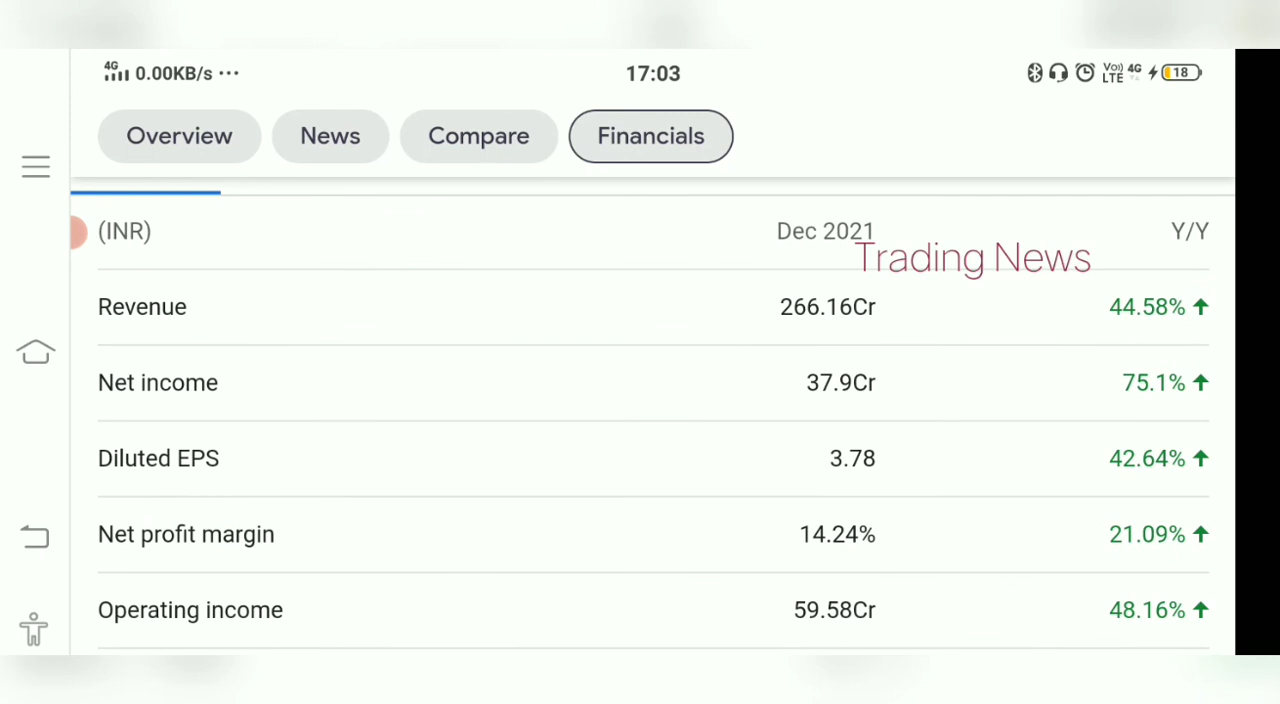 4G 0.00KB/s ··· 17:03 Vo)) LTE 4G 18
Overview News Compare Financials
(INR) Dec 2021 Y/Y
Trading News
Revenue 266.16Cr 44.58% ↑
Net income 37.9Cr 75.1% ↑
Diluted EPS 3.78 42.64% ↑
Net profit margin 14.24% 21.09% ↑
Operating income 59.58Cr 48.16% ↑